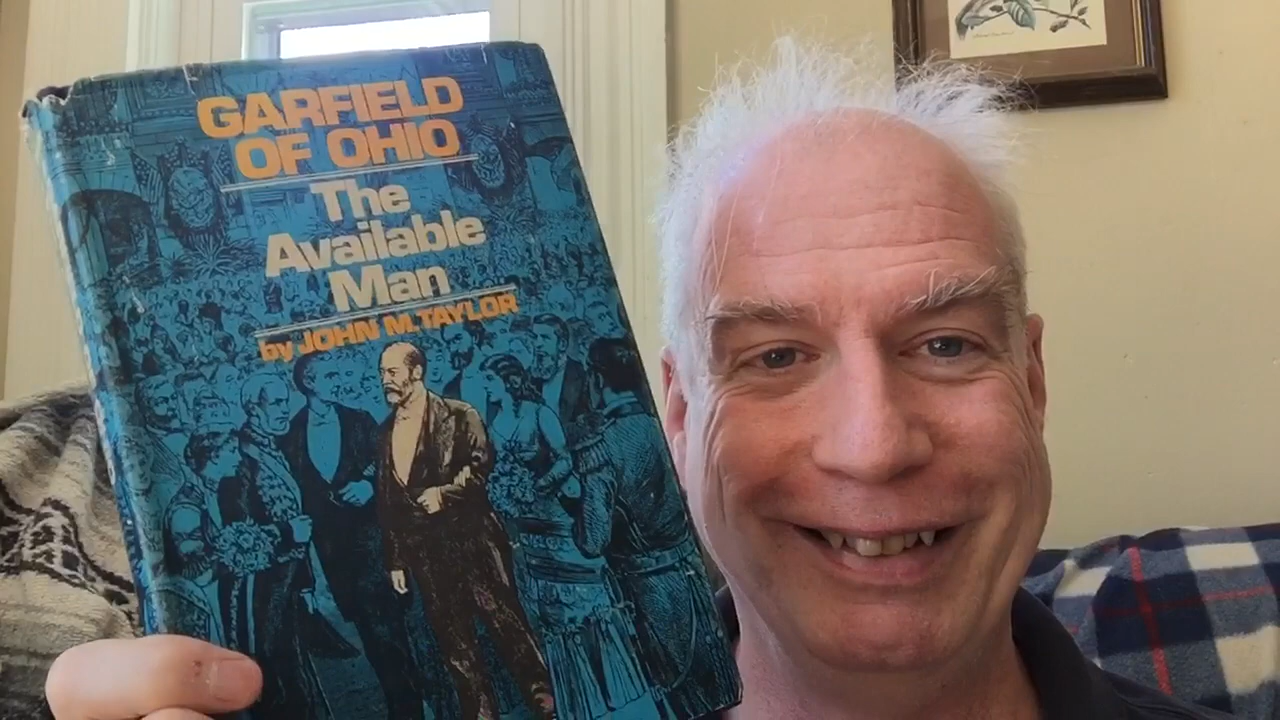 GARFIELD
OF OHIO
The
Available
Man
by JOHN M. TAYLOR